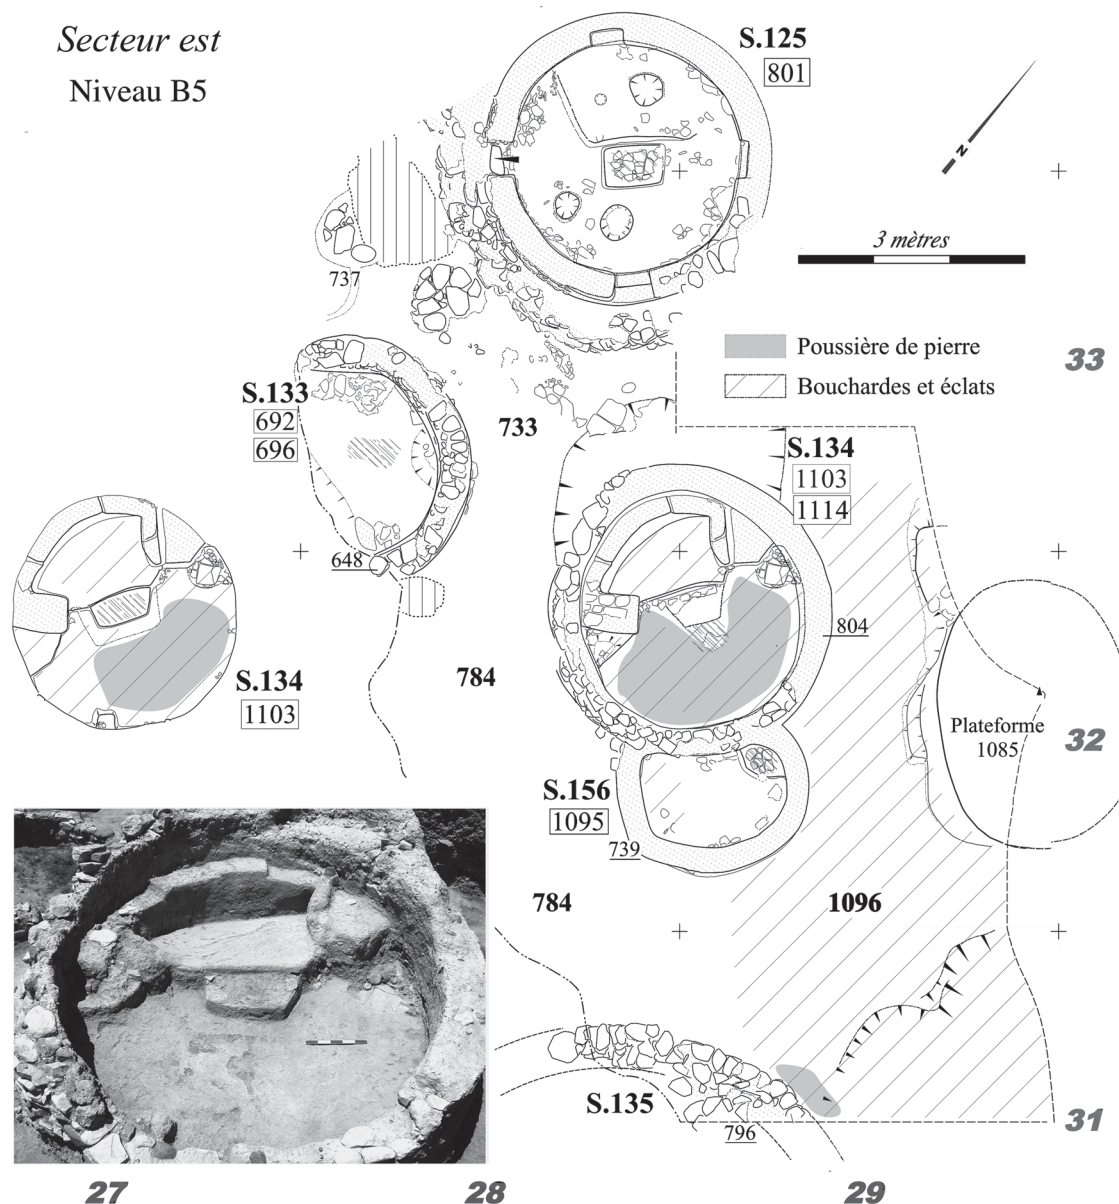 Secteur est
Niveau B5
S.125
801
N
3 mètres
737
Poussière de pierre
Bouchardes et éclats
33
S.133
692
696
733
S.134
1103
1114
648
804
784
S.134
1103
Plateforme
1085
32
S.156
1095
739
784
1096
S.135
796
31
27
28
29